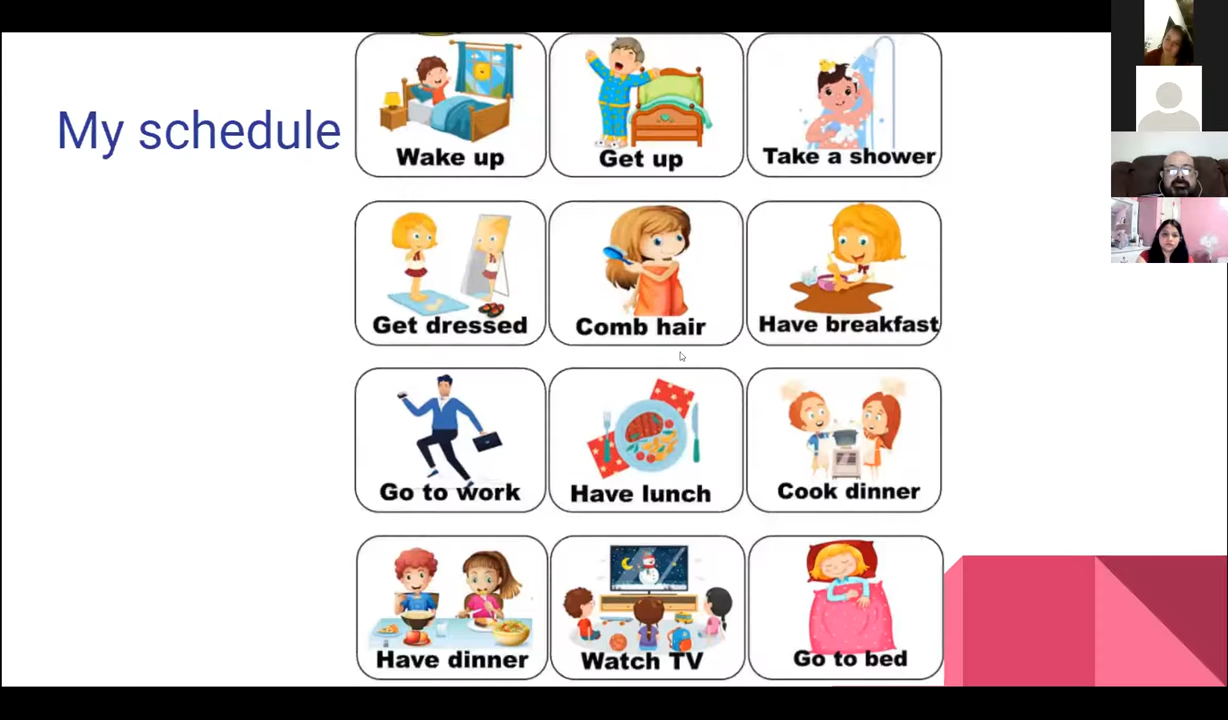 My schedule
Wake up
Get up
Take a shower
Get dressed
Comb hair
Have breakfast
Go to work
Have lunch
Cook dinner
Have dinner
Watch TV
Go to bed